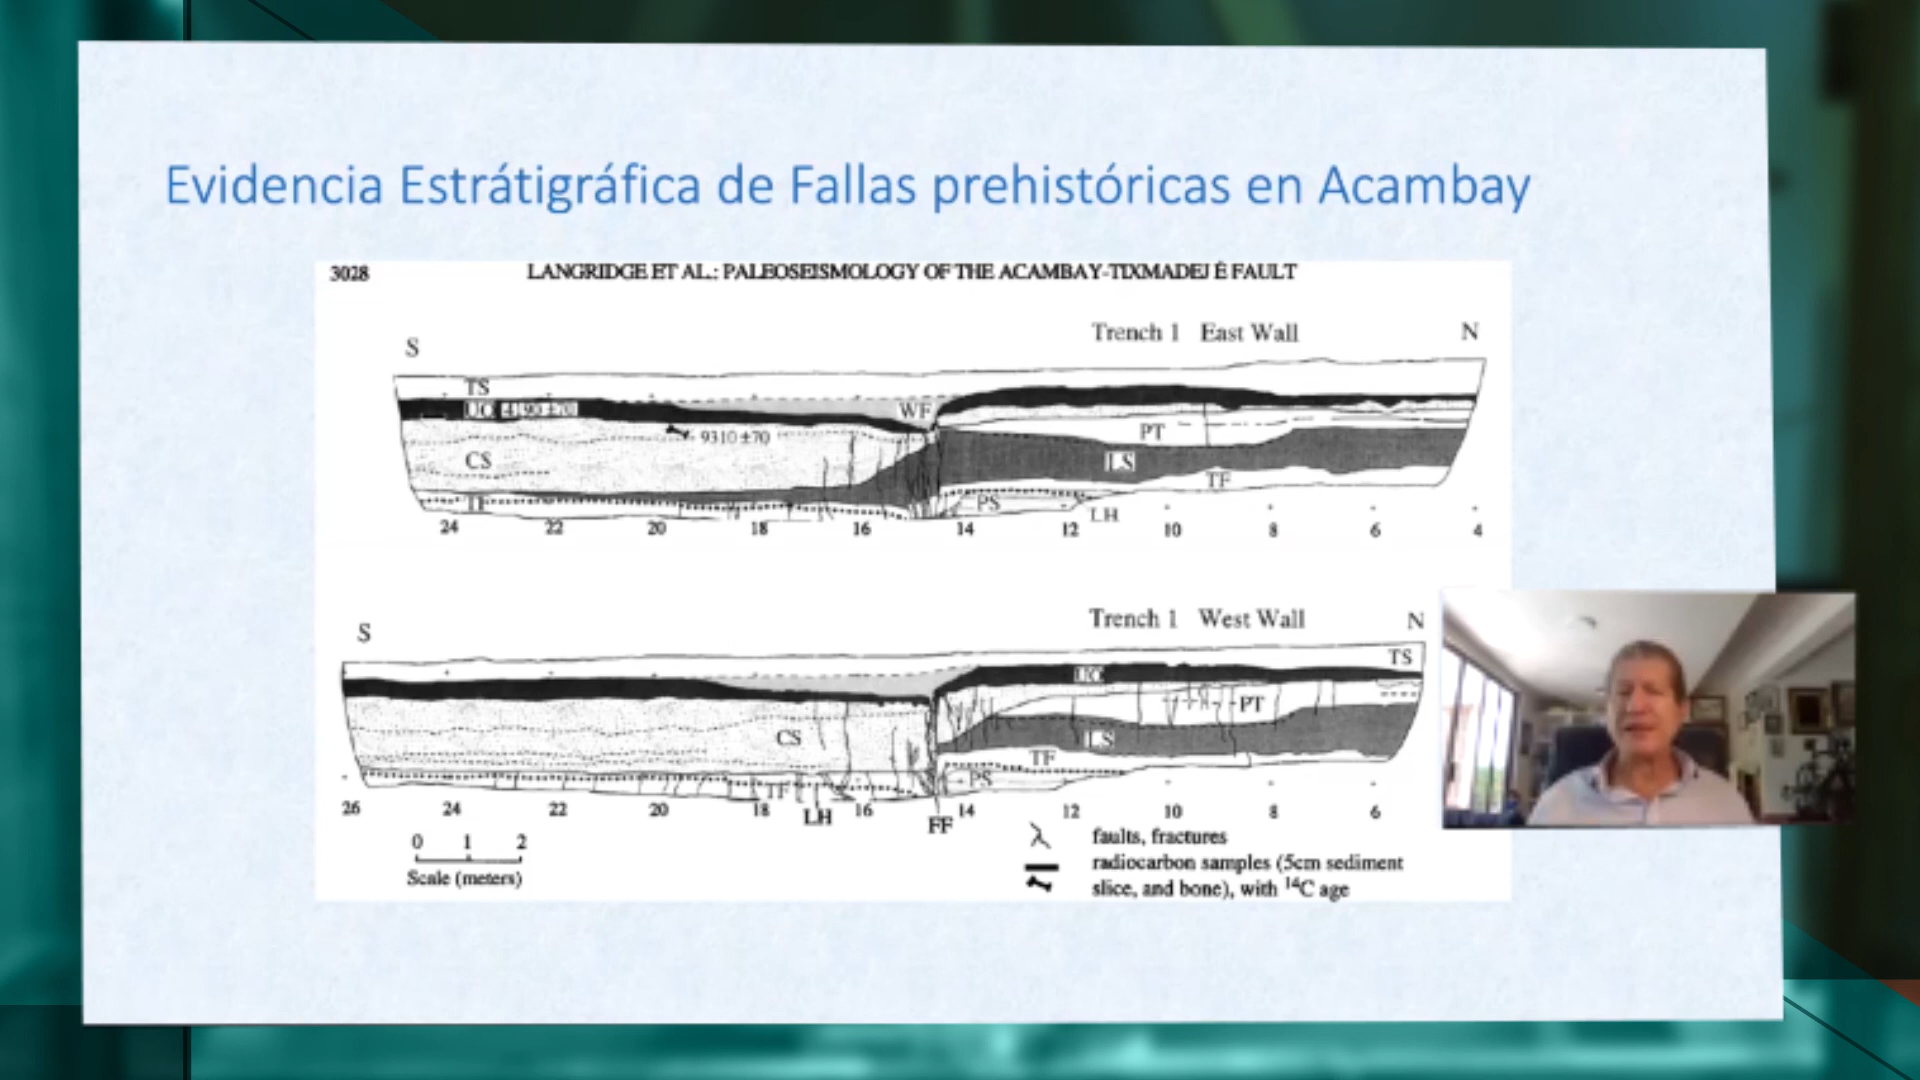 Evidencia Estrátigráfica de Fallas prehistóricas en Acambay
3028 LANGRIDGE ET AL.: PALEOSEISMOLOGY OF THE ACAMBAY-TIXMADEJÉ FAULT
Trench 1 East Wall
S N
TS
WF
9310±70
PT
CS
LS
TF
TF
PS
LH
24 22 20 18 16 14 12 10 8 6 4
Trench 1 West Wall
S N
TS
PT
CS
LS
TF
PS
TF
26 24 22 20 18 LH 16 FF 14 12 10 8 6
0 1 2
Scale (meters)
faults, fractures
radiocarbon samples (5cm sediment
slice, and bone), with ¹⁴C age